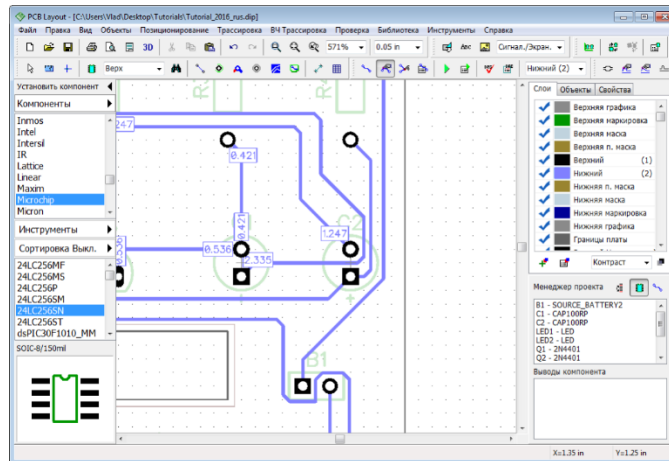 PCB Layout - [C:\Users\Vlad\Desktop\Tutorials\Tutorial_2016_rus.dip]
Файл Правка Вид Объекты Позиционирование Трассировка ВЧ Трассировка Проверка Библиотека Инструменты Справка
3D 571% 0.05 in Abc Сигнал./Экран.
Верх Нижний (2)
Установить компонент
Компоненты
Inmos
Intel
Intersil
IR
Lattice
Linear
Maxim
Microchip
Micron
Инструменты
Сортировка Выкл.
24LC256MF
24LC256MS
24LC256P
24LC256SM
24LC256SN
24LC256ST
dsPIC30F1010_MM
SOIC-8/150mil
247
0.421
0.421
1.247
C2
0.536
0.536
2.335
B1
Слои Объекты Свойства
Верхняя графика
Верхняя маркировка
Верхняя маска
Верхняя п. маска
Верхний (1)
Нижний (2)
Нижняя п. маска
Нижняя маска
Нижняя маркировка
Нижняя графика
Границы платы
Контраст
Менеджер проекта
B1 - SOURCE_BATTERY2
C1 - CAP100RP
C2 - CAP100RP
LED1 - LED
LED2 - LED
Q1 - 2N4401
Q2 - 2N4401
Выводы компонента
X=1.35 in Y=1.25 in